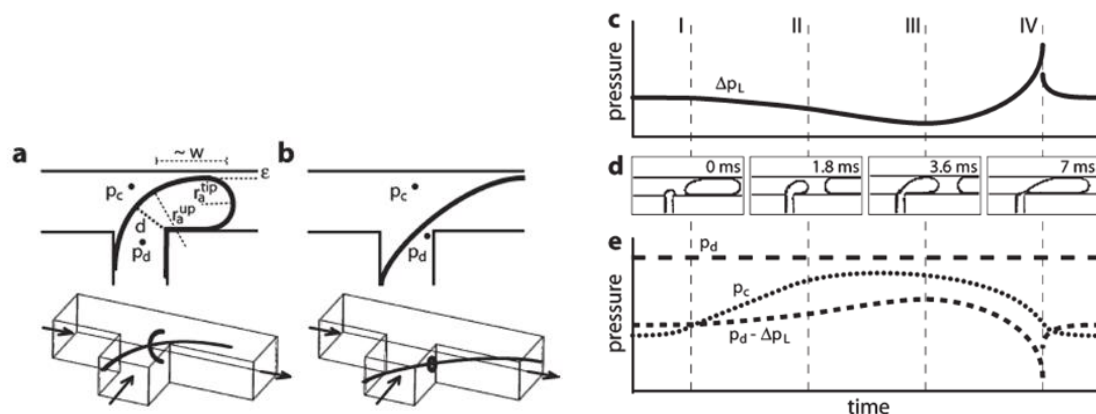 a
~ w
ε
p_c
r_a^tip
r_a^up
d
p_d
b
p_c
p_d
c
I
II
III
IV
pressure
Δp_L
d
0 ms
1.8 ms
3.6 ms
7 ms
e
p_d
p_c
p_d - Δp_L
pressure
time